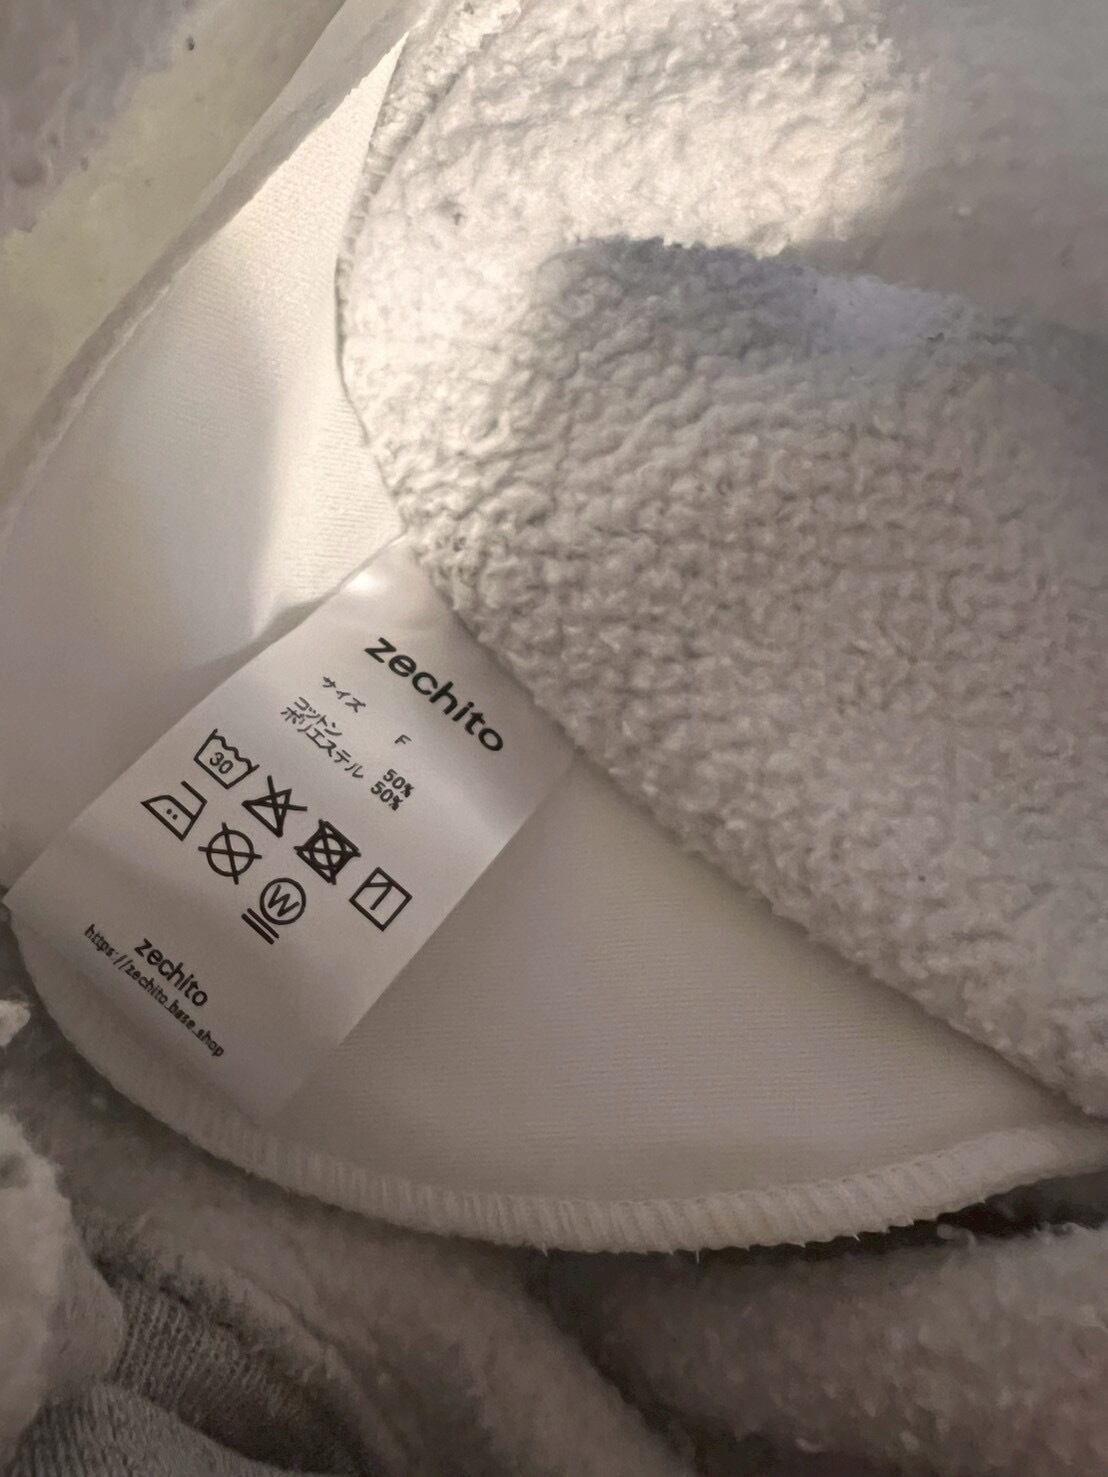 zechito
サイズ F
コットン 50%
ポリエステル 50%
30
W
zechito
https://zechito.base.shop